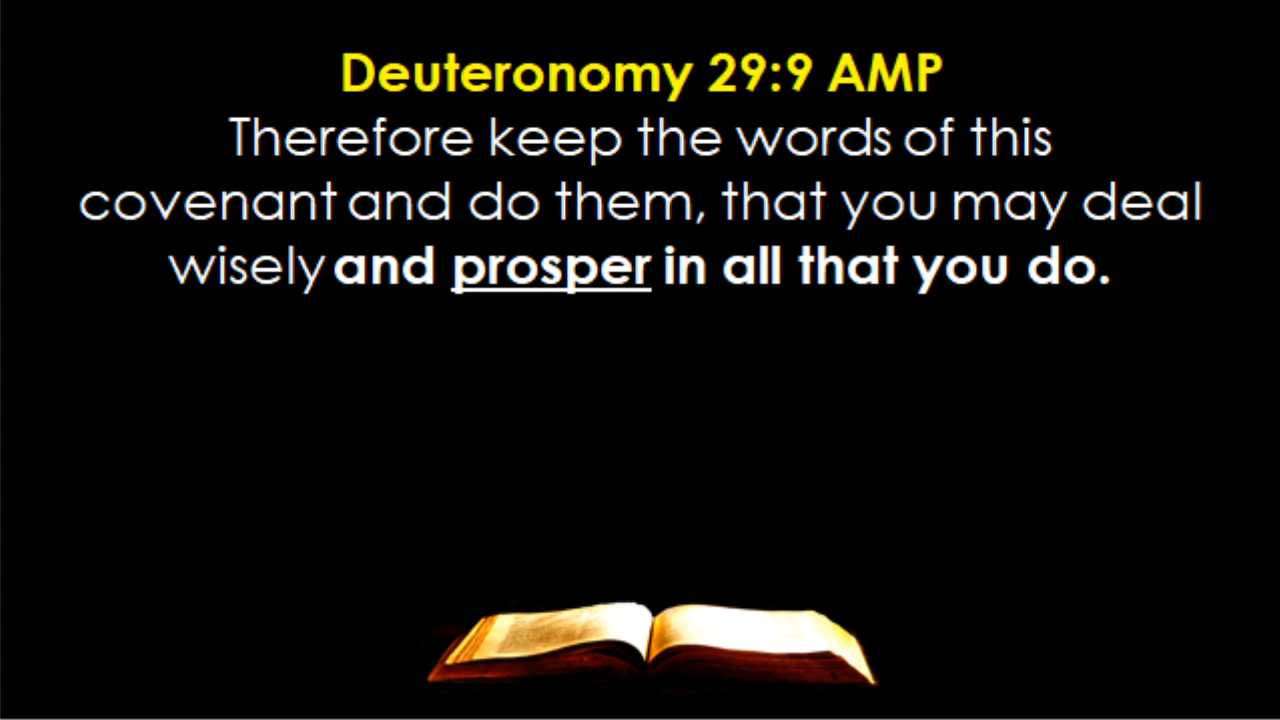 Deuteronomy 29:9 AMP
Therefore keep the words of this
covenant and do them, that you may deal
wisely and prosper in all that you do.